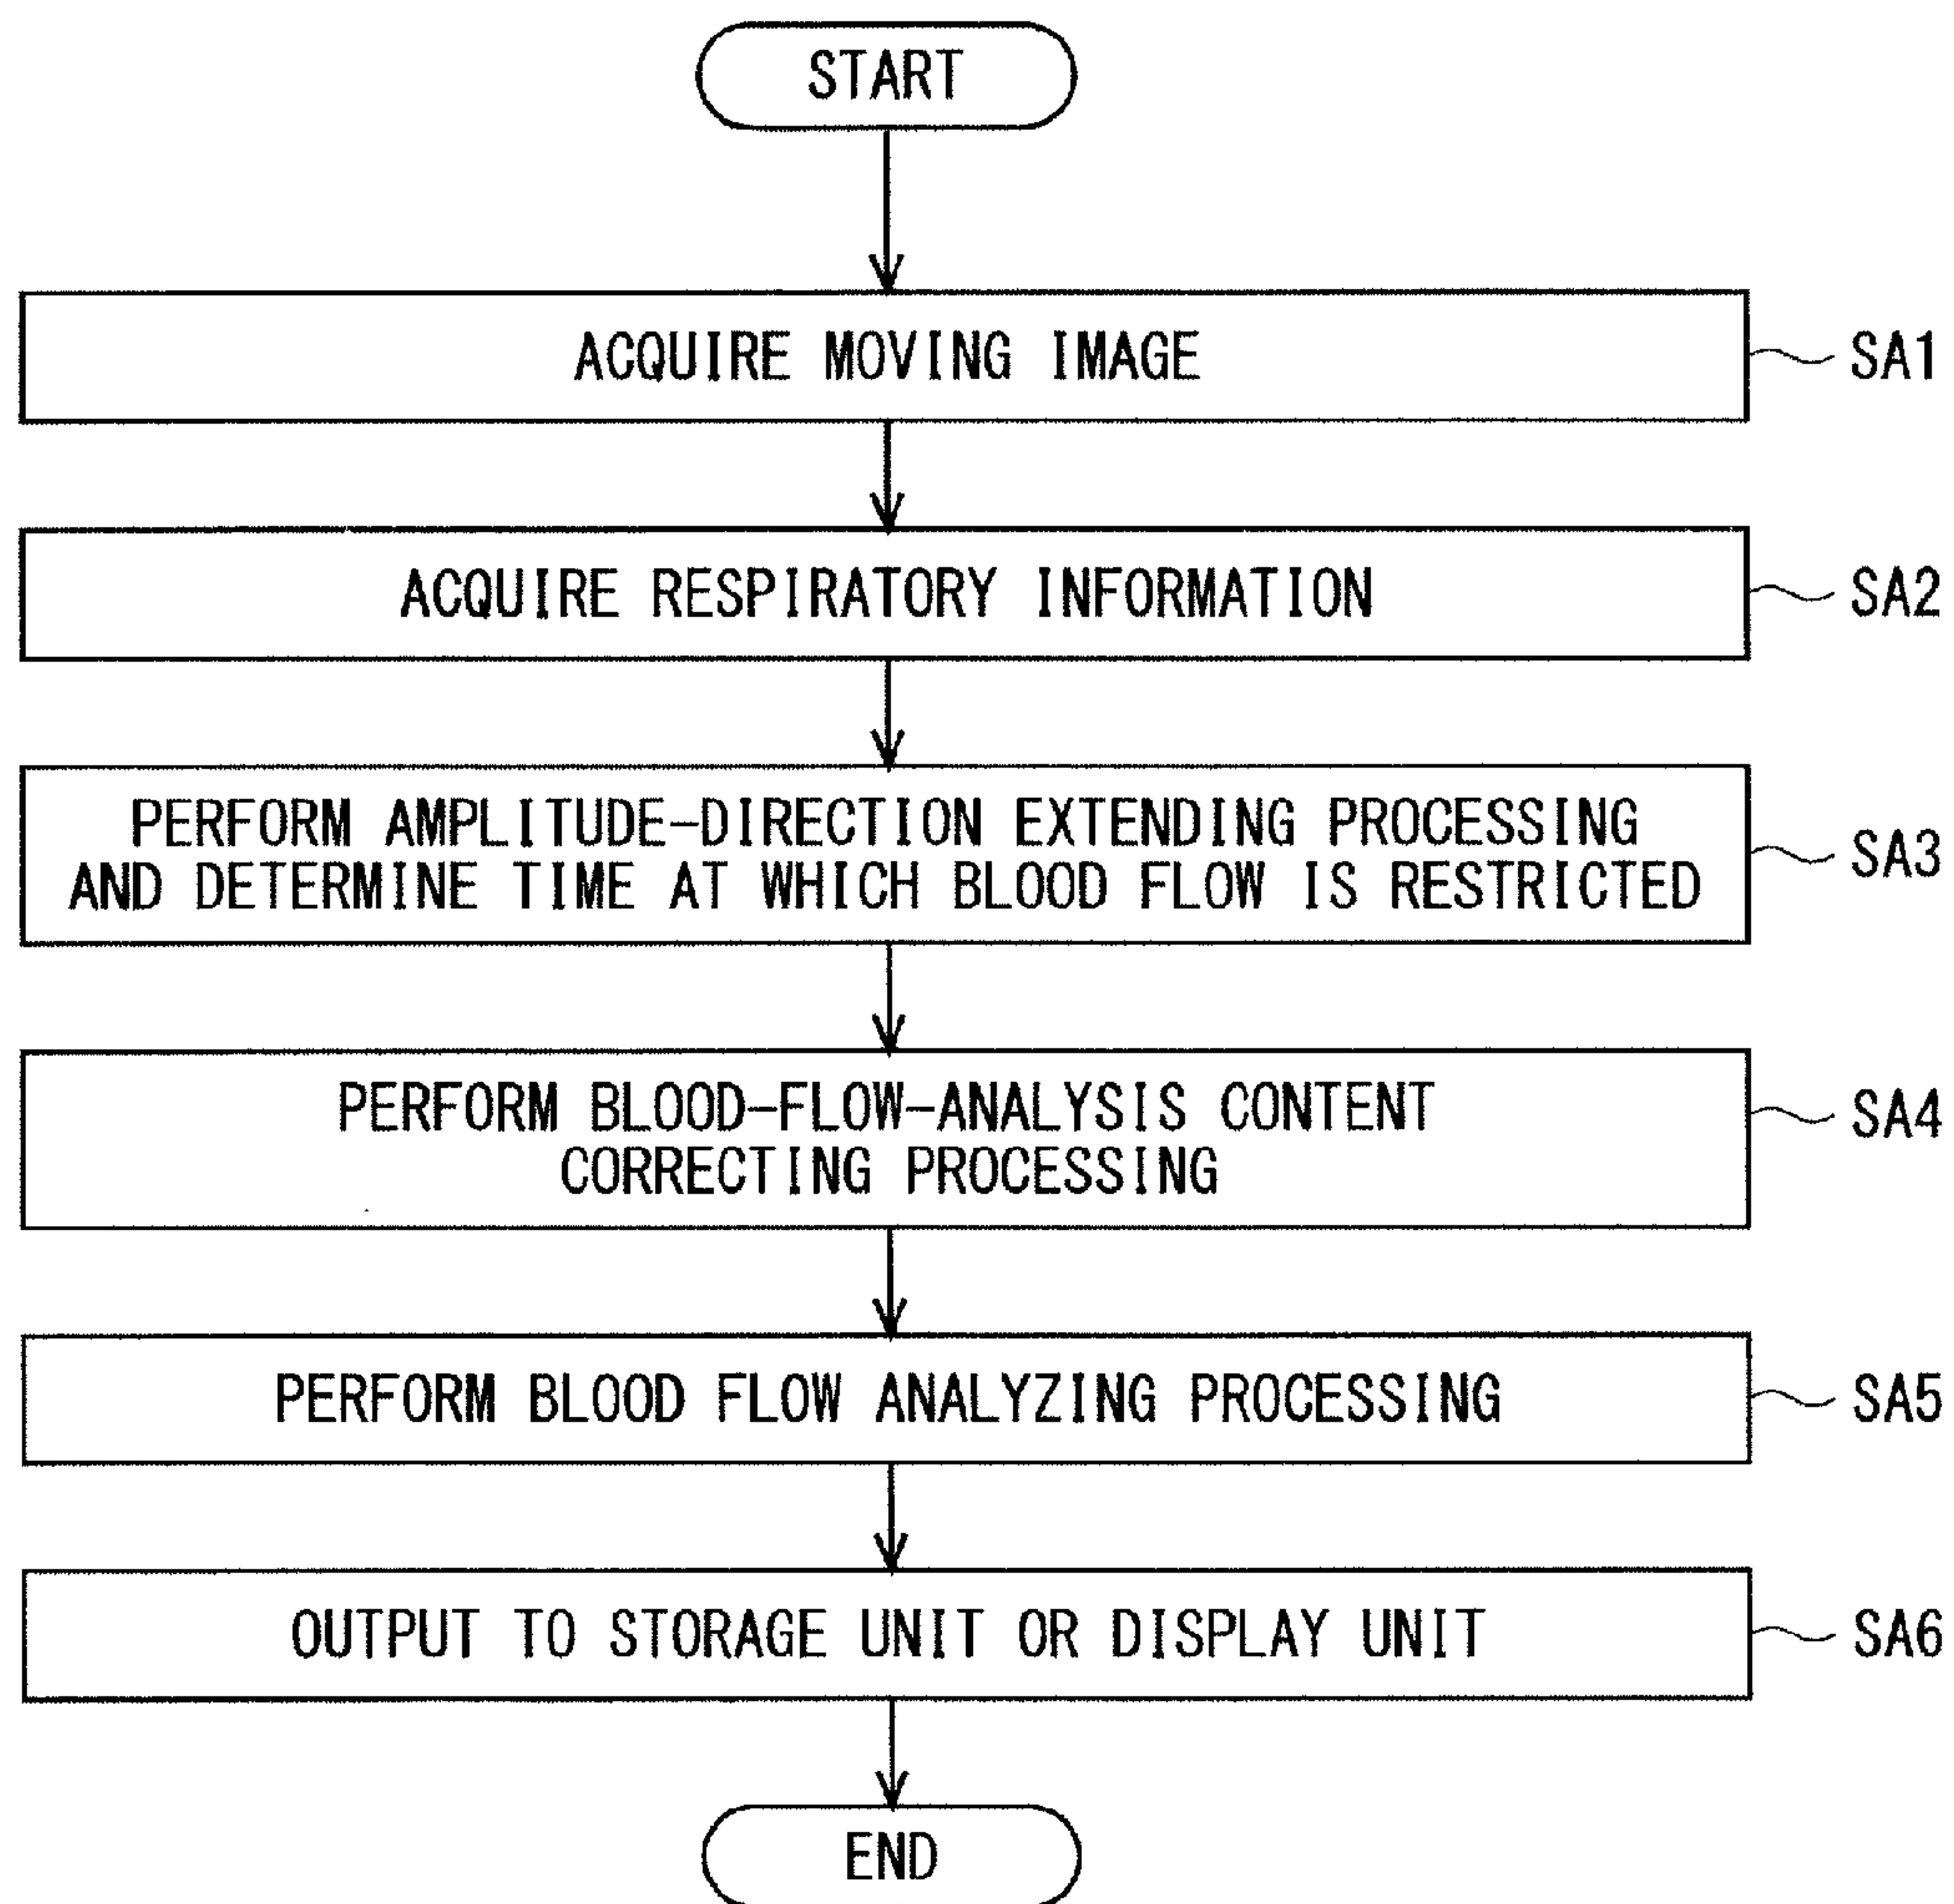 START
ACQUIRE MOVING IMAGE
SA1
ACQUIRE RESPIRATORY INFORMATION
SA2
PERFORM AMPLITUDE-DIRECTION EXTENDING PROCESSING
AND DETERMINE TIME AT WHICH BLOOD FLOW IS RESTRICTED
SA3
PERFORM BLOOD-FLOW-ANALYSIS CONTENT
CORRECTING PROCESSING
SA4
PERFORM BLOOD FLOW ANALYZING PROCESSING
SA5
OUTPUT TO STORAGE UNIT OR DISPLAY UNIT
SA6
END